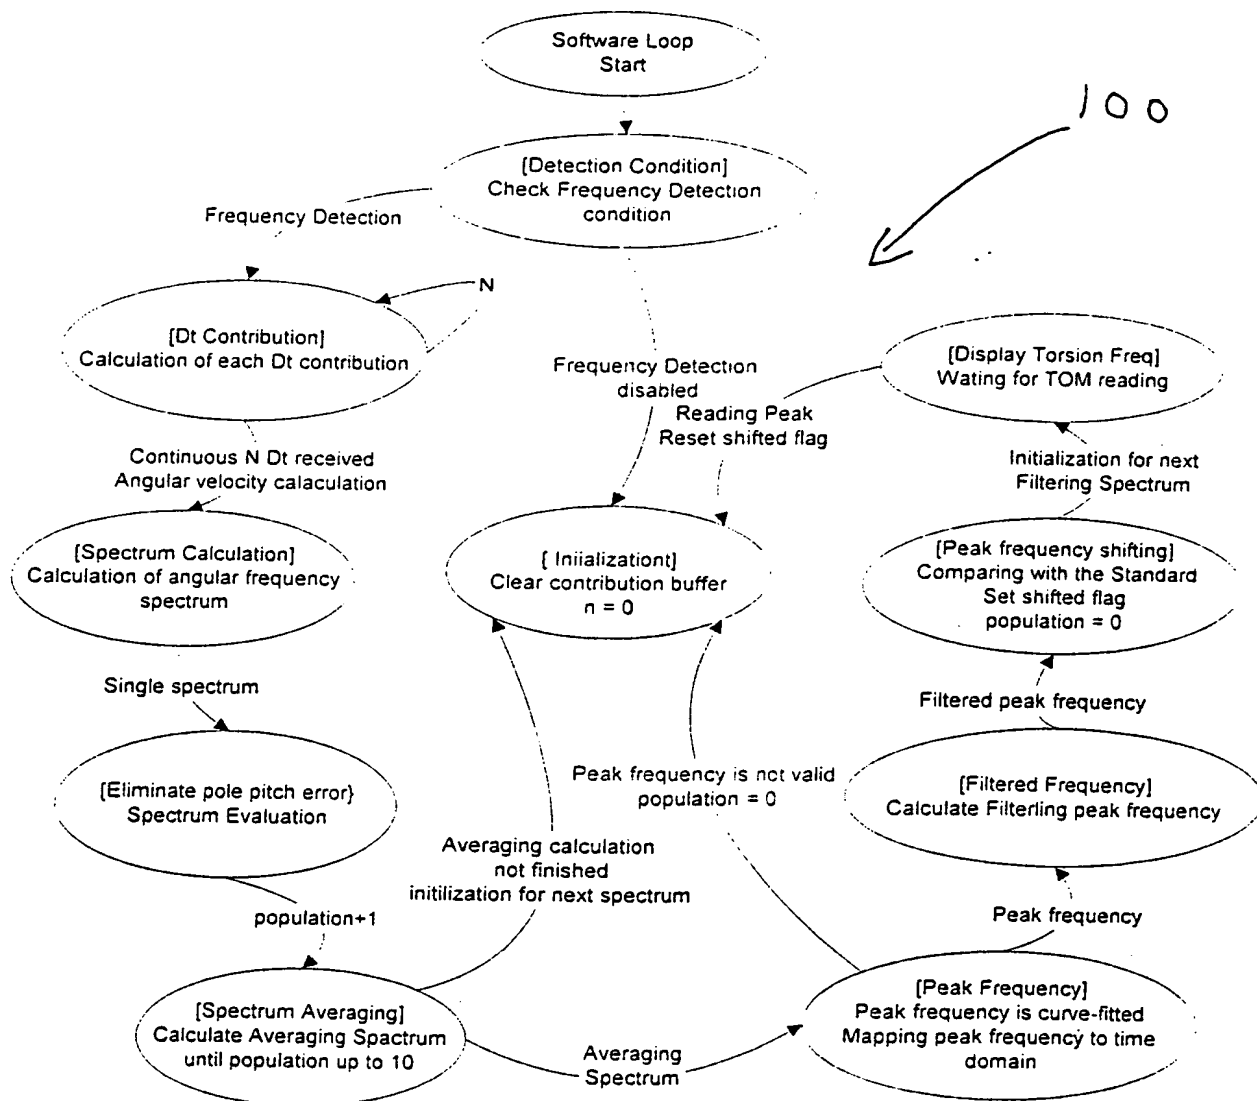 Software Loop
Start
100
[Detection Condition]
Check Frequency Detection
condition
Frequency Detection
N
[Dt Contribution]
Calculation of each Dt contribution
Frequency Detection
disabled
[Display Torsion Freq]
Wating for TOM reading
Reading Peak
Reset shifted flag
Continuous N Dt received
Angular velocity calaculation
Initialization for next
Filtering Spectrum
[Spectrum Calculation]
Calculation of angular frequency
spectrum
[ Iniialization‍t]
Clear contribution buffer
n = 0
[Peak frequency shifting]
Comparing with the Standard
Set shifted flag
population = 0
Single spectrum
Filtered peak frequency
{Eliminate pole pitch error}
Spectrum Evaluation
Peak frequency is not valid
population = 0
[Filtered Frequency]
Calculate Filterling peak frequency
Averaging calculation
not finished
initilization for next spectrum
population+1
Peak frequency
[Spectrum Averaging]
Calculate Averaging Spactrum
until population up to 10
Averaging
Spectrum
[Peak Frequency]
Peak frequency is curve-fitted
Mapping peak frequency to time
domain